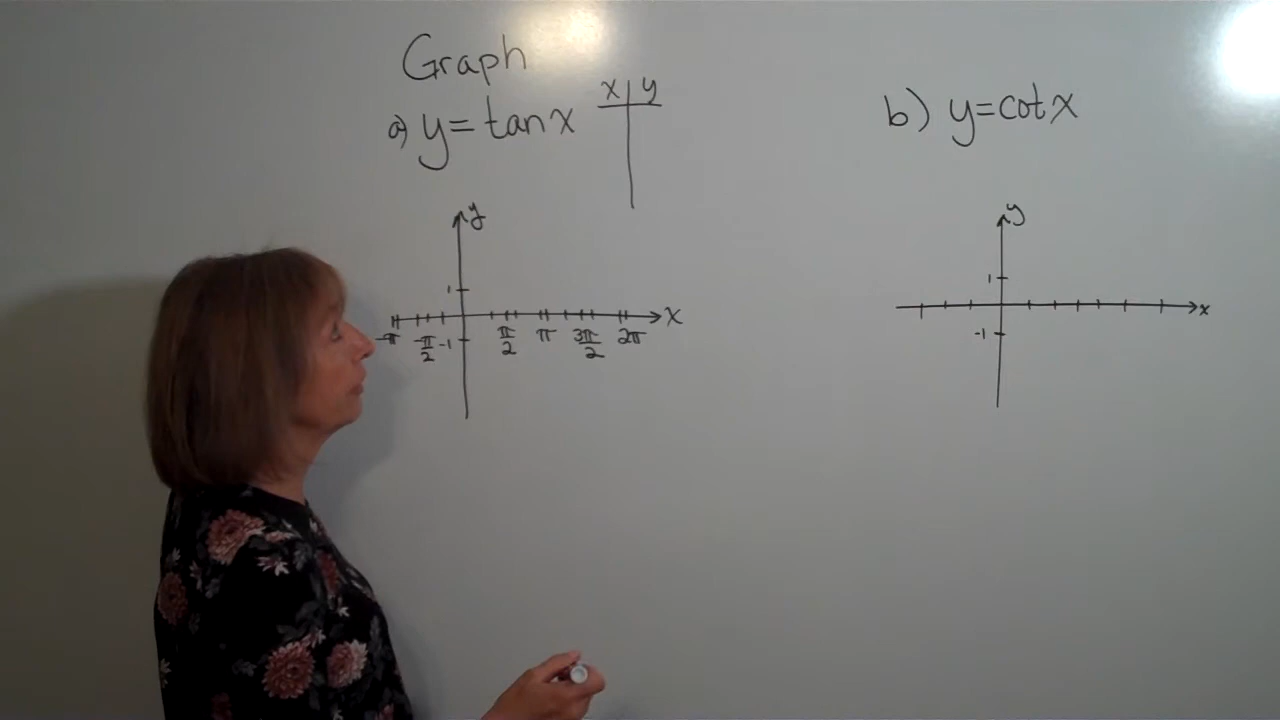 Graph
a) y = tan x
x | y
y
1
x
-π -π/2 -1 π/2 π 3π/2 2π
b) y = cot x
y
1
x
-1